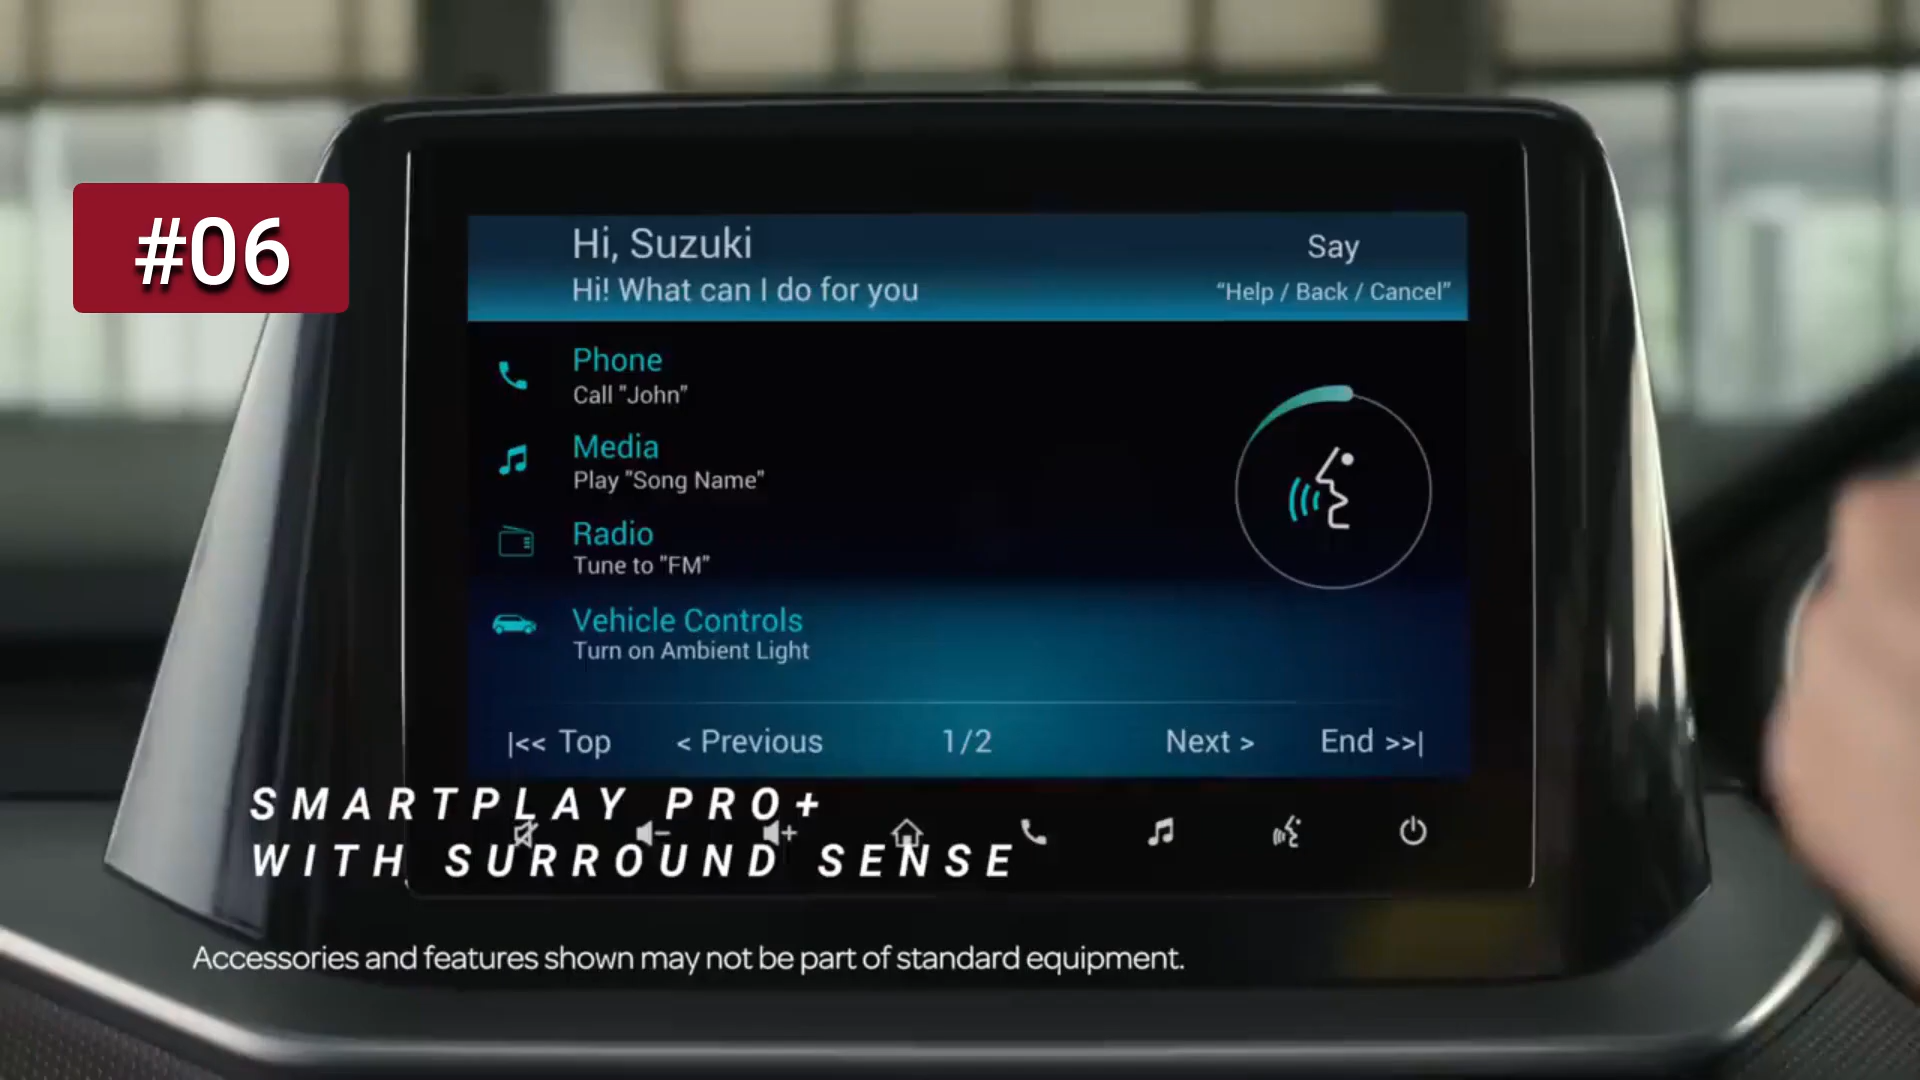 #06
Hi, Suzuki
Hi! What can I do for you
Say
"Help / Back / Cancel"
Phone
Call "John"
Media
Play "Song Name"
Radio
Tune to "FM"
Vehicle Controls
Turn on Ambient Light
|<< Top < Previous 1/2 Next > End >>|
SMARTPLAY PRO+
WITH SURROUND SENSE
Accessories and features shown may not be part of standard equipment.